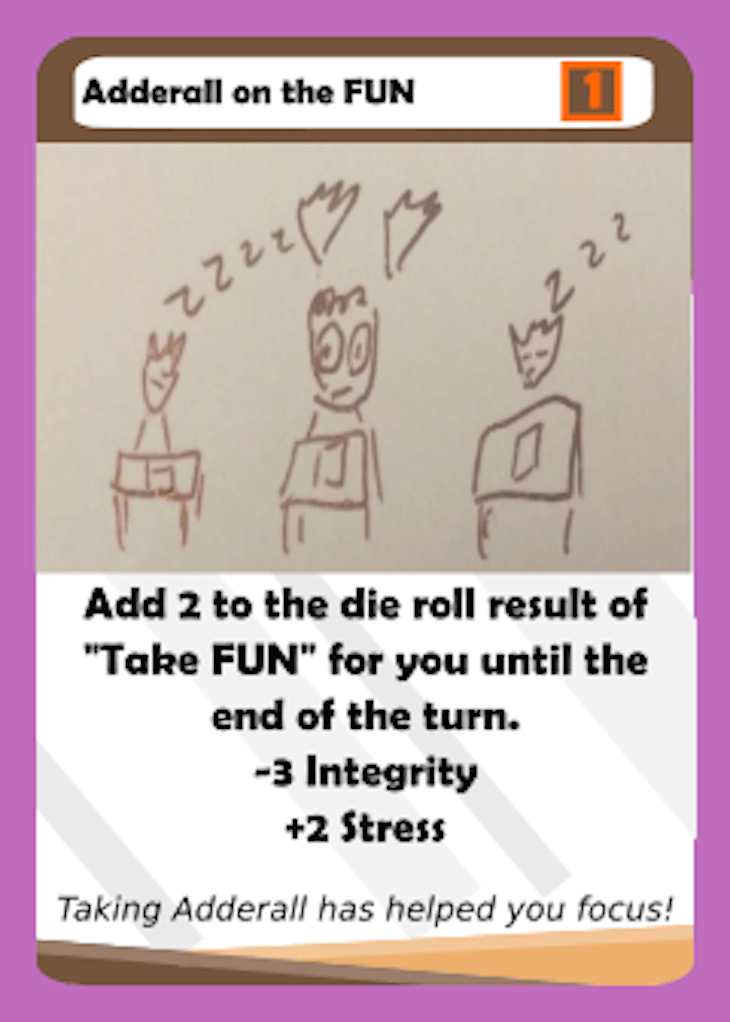 Adderall on the FUN 1
z z z z
z z z
Add 2 to the die roll result of
"Take FUN" for you until the
end of the turn.
-3 Integrity
+2 Stress
Taking Adderall has helped you focus!